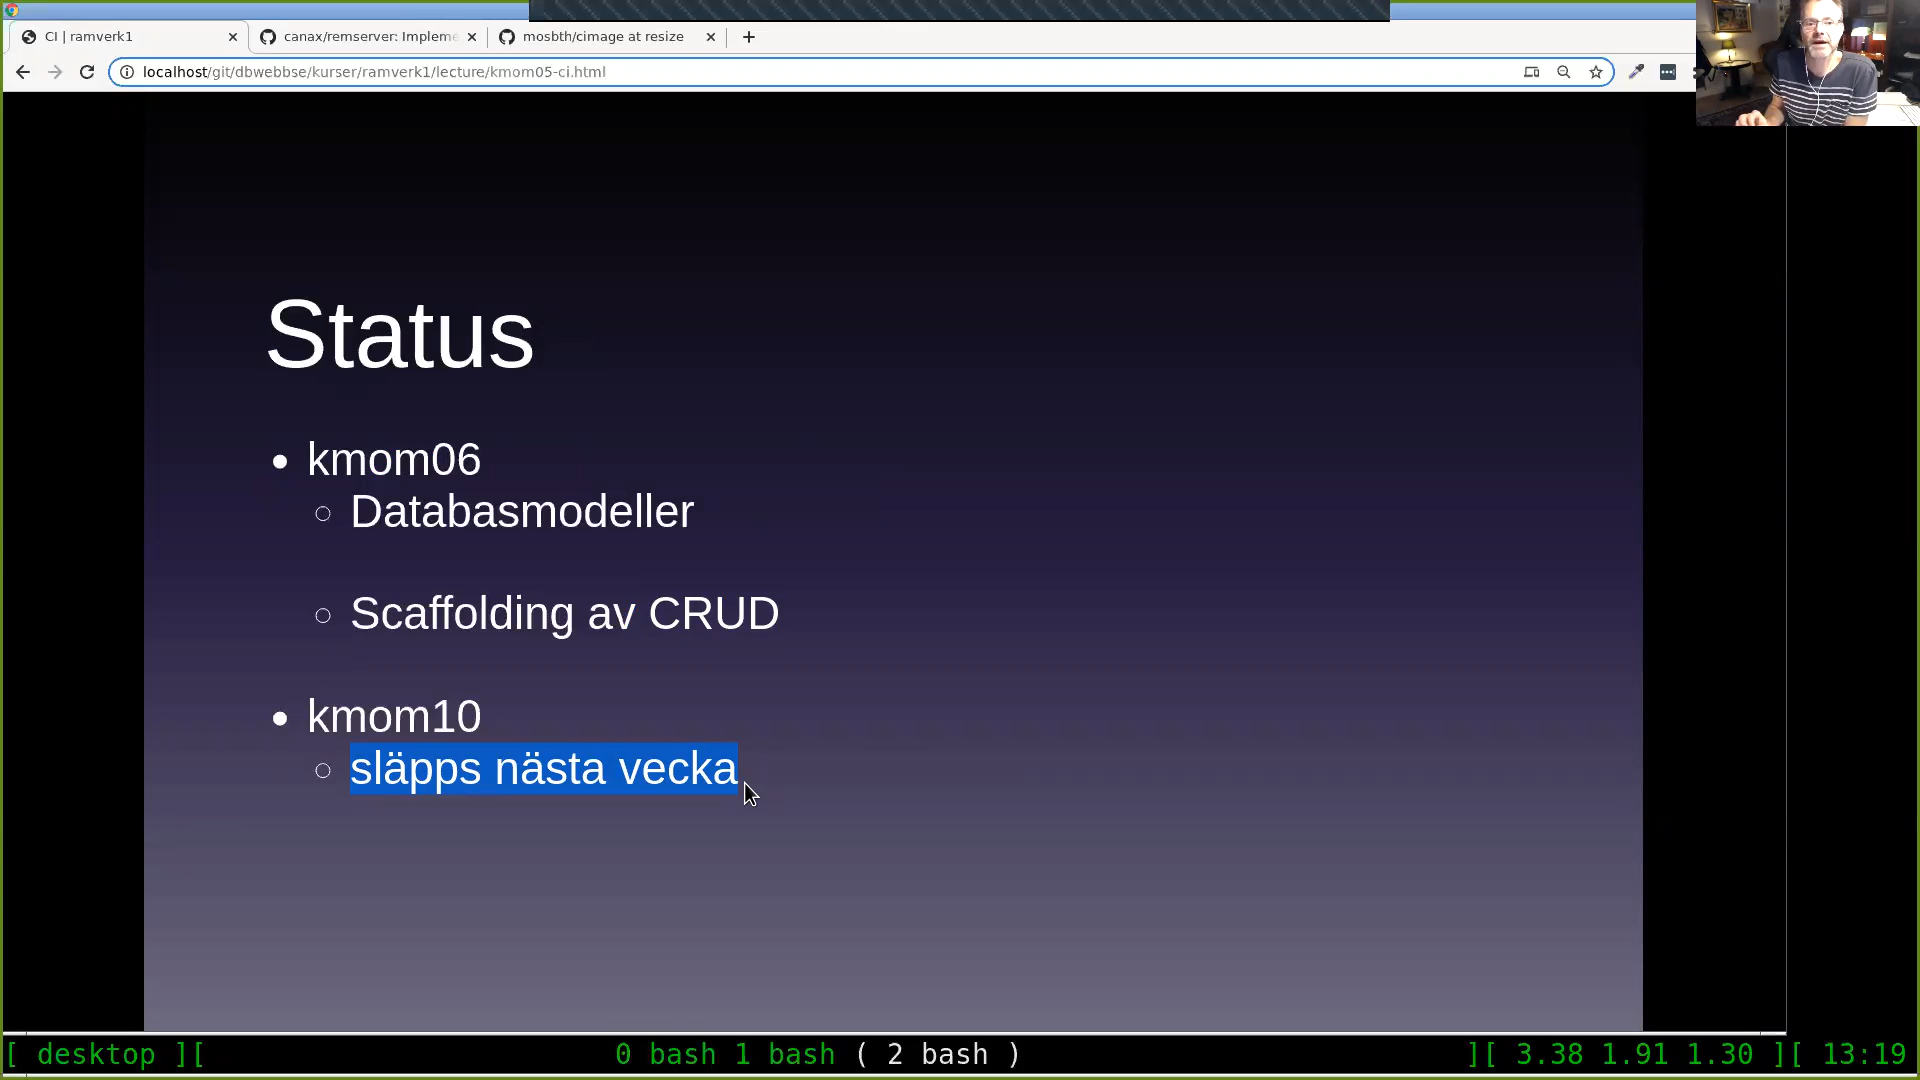 CI | ramverk1
canax/remserver: Impleme
mosbth/cimage at resize
localhost/git/dbwebbse/kurser/ramverk1/lecture/kmom05-ci.html
Status
kmom06
Databasmodeller
Scaffolding av CRUD
kmom10
släpps nästa vecka
[ desktop ][ 0 bash 1 bash ( 2 bash ) ][ 3.38 1.91 1.30 ][ 13:19